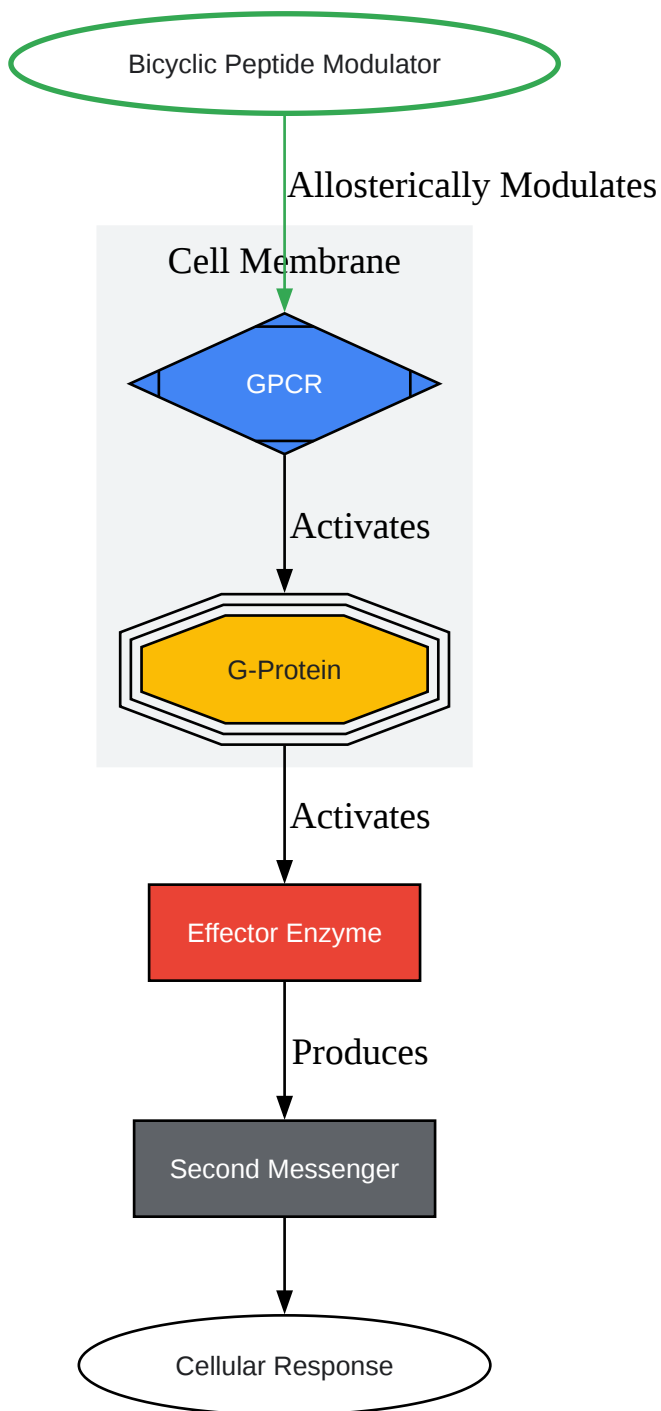 Bicyclic Peptide Modulator
Allosterically Modulates
Cell Membrane
GPCR
Activates
G-Protein
Activates
Effector Enzyme
Produces
Second Messenger
Cellular Response